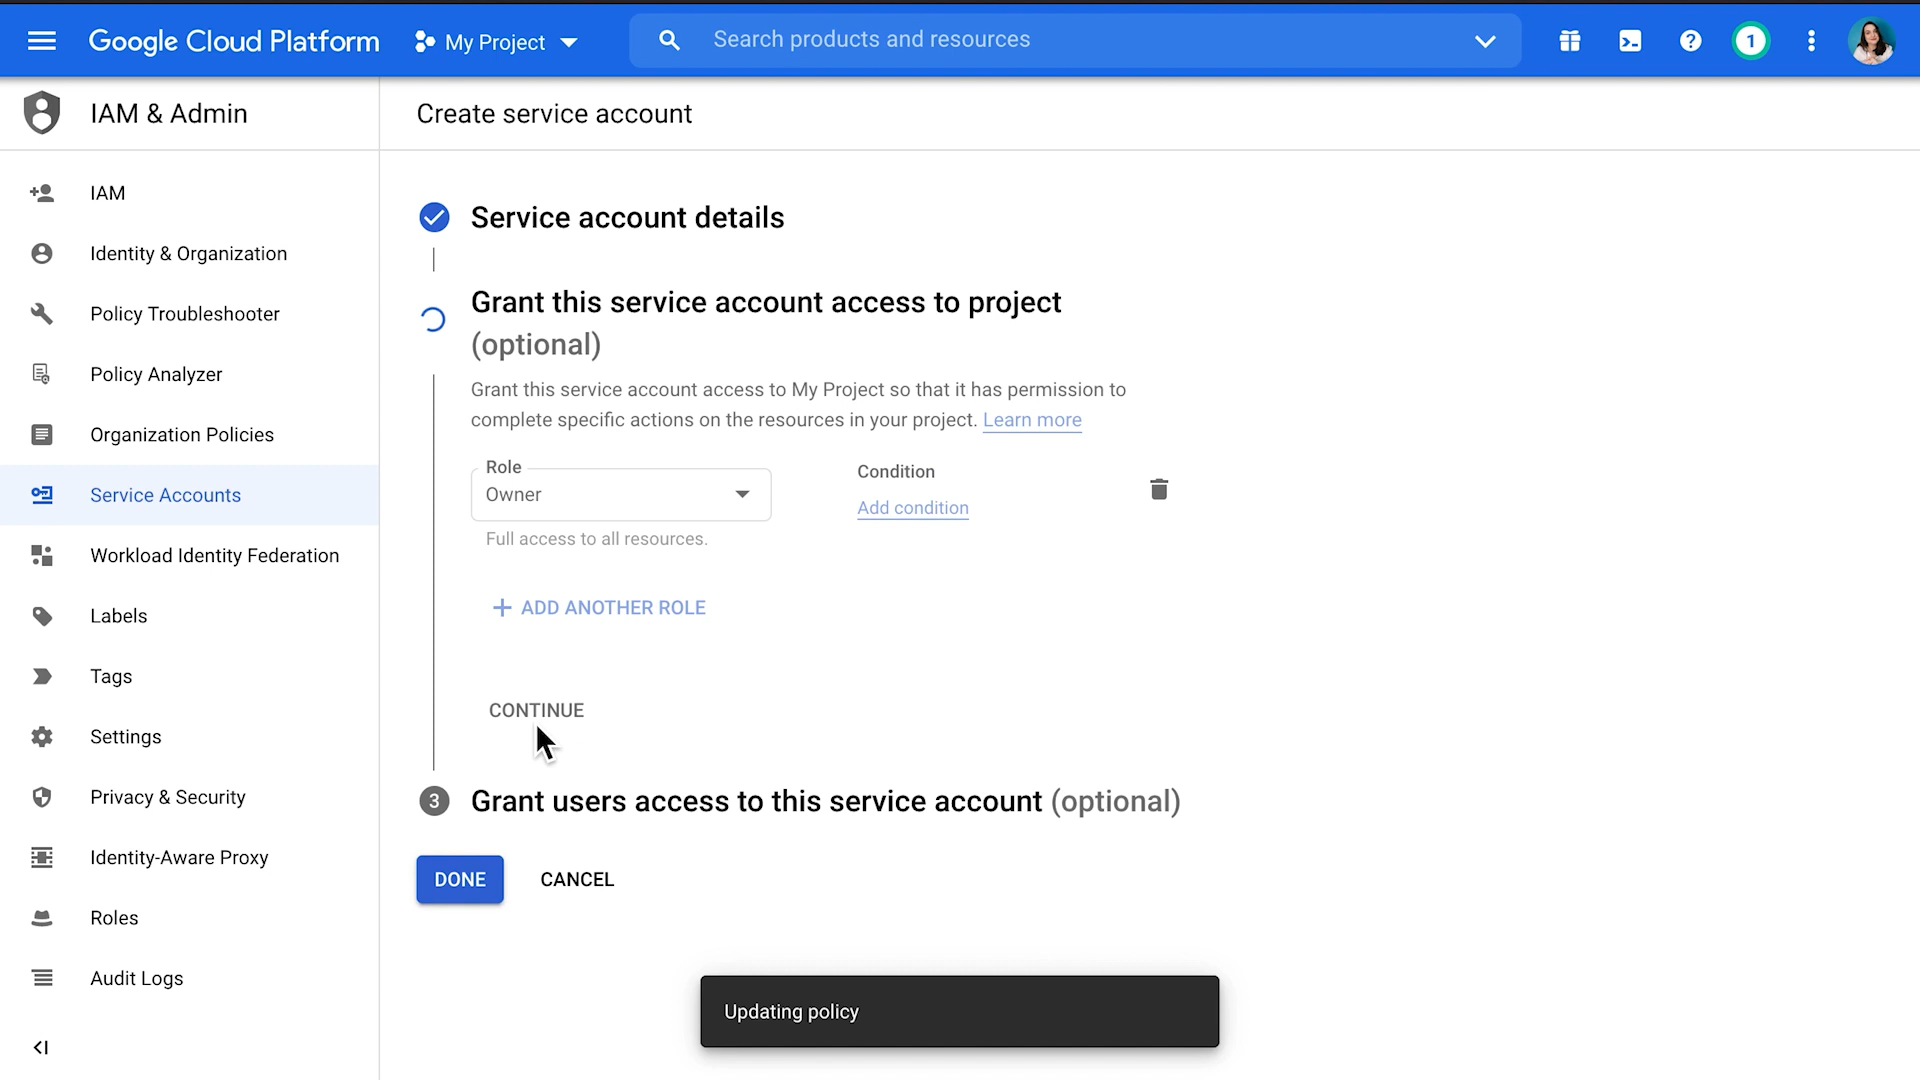 Google Cloud Platform
My Project
Search products and resources
1
IAM & Admin
Create service account
IAM
Identity & Organization
Policy Troubleshooter
Policy Analyzer
Organization Policies
Service Accounts
Workload Identity Federation
Labels
Tags
Settings
Privacy & Security
Identity-Aware Proxy
Roles
Audit Logs
Service account details
Grant this service account access to project
(optional)
Grant this service account access to My Project so that it has permission to
complete specific actions on the resources in your project. Learn more
Role
Owner
Condition
Add condition
Full access to all resources.
ADD ANOTHER ROLE
CONTINUE
3 Grant users access to this service account (optional)
DONE
CANCEL
Updating policy